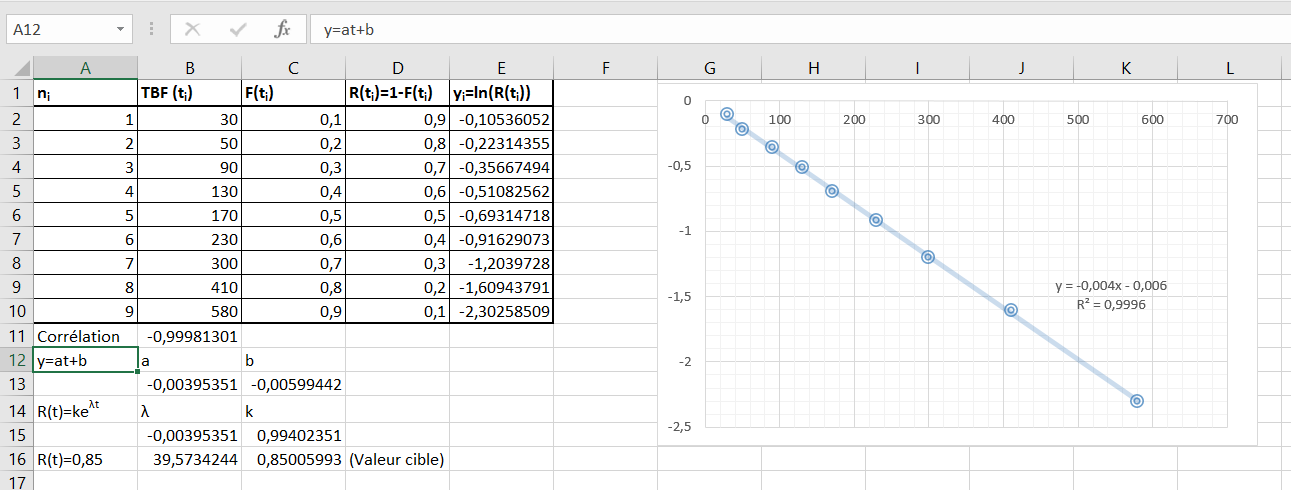 A12
fx
y=at+b
A B C D E F G H I J K L
1 nᵢ TBF (tᵢ) F(tᵢ) R(tᵢ)=1-F(tᵢ) yᵢ=ln(R(tᵢ))
2 1 30 0,1 0,9 -0,10536052
3 2 50 0,2 0,8 -0,22314355
4 3 90 0,3 0,7 -0,35667494
5 4 130 0,4 0,6 -0,51082562
6 5 170 0,5 0,5 -0,69314718
7 6 230 0,6 0,4 -0,91629073
8 7 300 0,7 0,3 -1,2039728
9 8 410 0,8 0,2 -1,60943791
10 9 580 0,9 0,1 -2,30258509
11 Corrélation -0,99981301
12 y=at+b a b
13 -0,00395351 -0,00599442
14 R(t)=ke^λt λ k
15 -0,00395351 0,99402351
16 R(t)=0,85 39,5734244 0,85005993 (Valeur cible)
17
0
0 100 200 300 400 500 600 700
-0,5
-1
-1,5
-2
-2,5
y = -0,004x - 0,006
R² = 0,9996